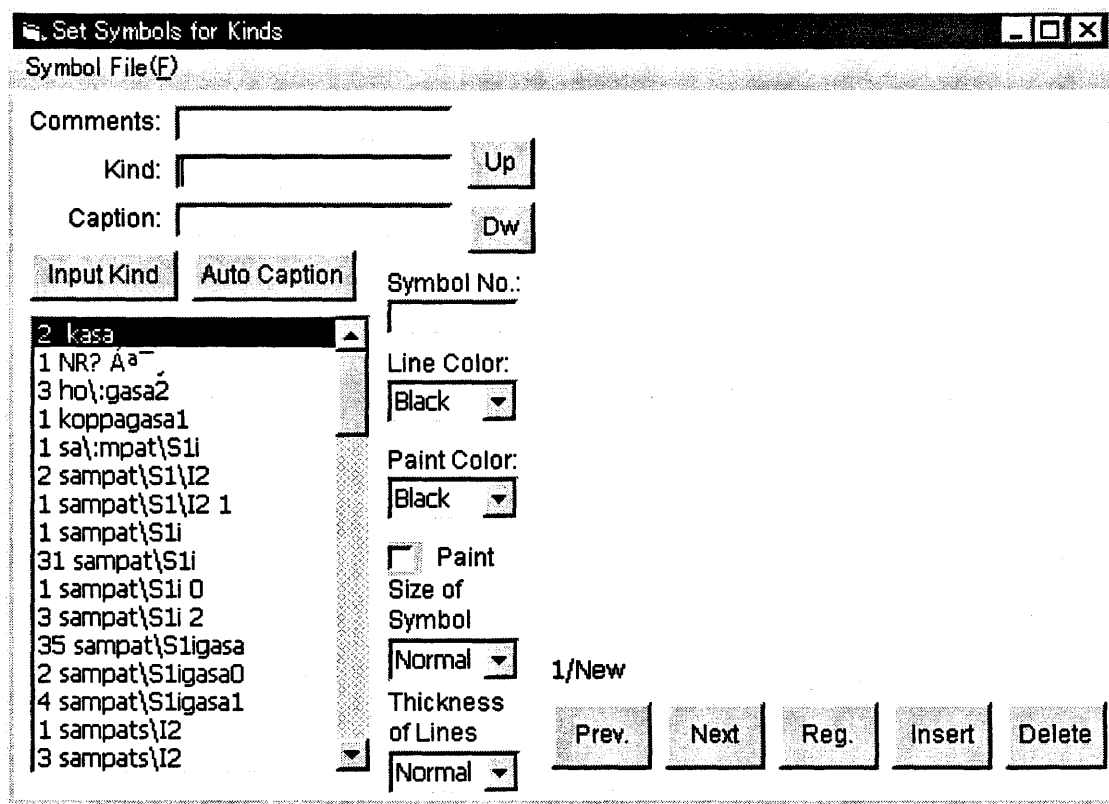 Set Symbols for Kinds
Symbol File(F)
Comments:
Kind:
Up
Caption:
Dw
Input Kind
Auto Caption
Symbol No.:
2 kasa
1 NR? Áª¯¸
3 ho\:gasa2
1 koppagasa1
1 sa\:mpat\S1i
2 sampat\S1\I2
1 sampat\S1\I2 1
1 sampat\S1i
31 sampat\S1i
1 sampat\S1i 0
3 sampat\S1i 2
35 sampat\S1igasa
2 sampat\S1igasa0
4 sampat\S1igasa1
1 sampats\I2
3 sampats\I2
Line Color:
Black
Paint Color:
Black
Paint
Size of
Symbol
Normal
Thickness
of Lines
Normal
1/New
Prev.
Next
Reg.
Insert
Delete